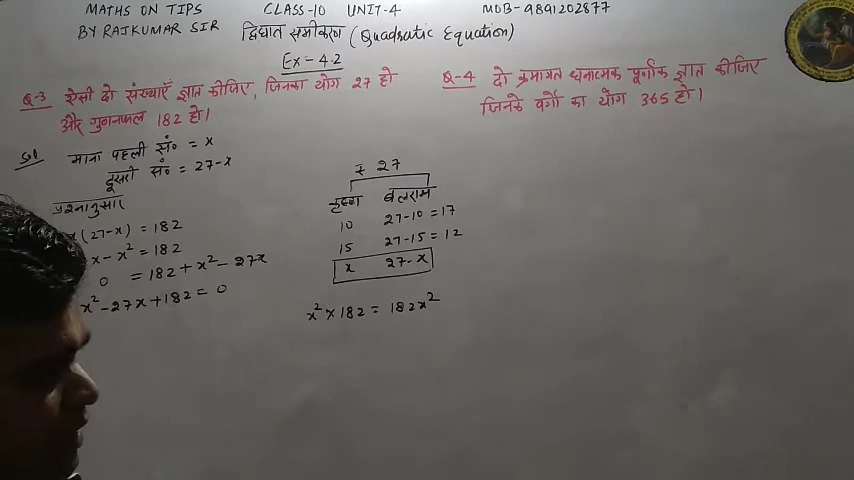 MATHS ON TIPS CLASS-10 UNIT-4 MOB-9891202877
BY RAJKUMAR SIR द्विघात समीकरण (Quadratic Equation)
Ex-4.2
Q-3 ऐसी दो संख्याएँ ज्ञात कीजिए, जिनका योग 27 हो
और गुणनफल 182 हो।
Sol माना पहली सं० = x
दूसरी सं० = 27-x
प्रश्नानुसार
(27-x) = 182
x - x² = 182
0 = 182 + x² - 27x
x² - 27x + 182 = 0
₹ 27
कृष्ण बलराम
10 27-10 = 17
15 27-15 = 12
x 27-x
x² × 182 = 182x²
Q-4 दो क्रमागत धनात्मक पूर्णांक ज्ञात कीजिए
जिनके वर्गों का योग 365 हो।